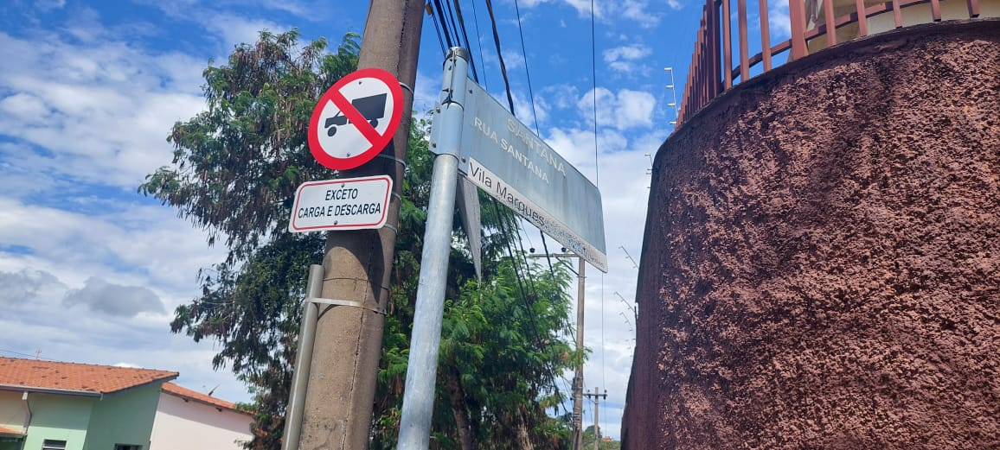 EXCETO
CARGA E DESCARGA
SANTANA
RUA SANTANA
Vila Marques